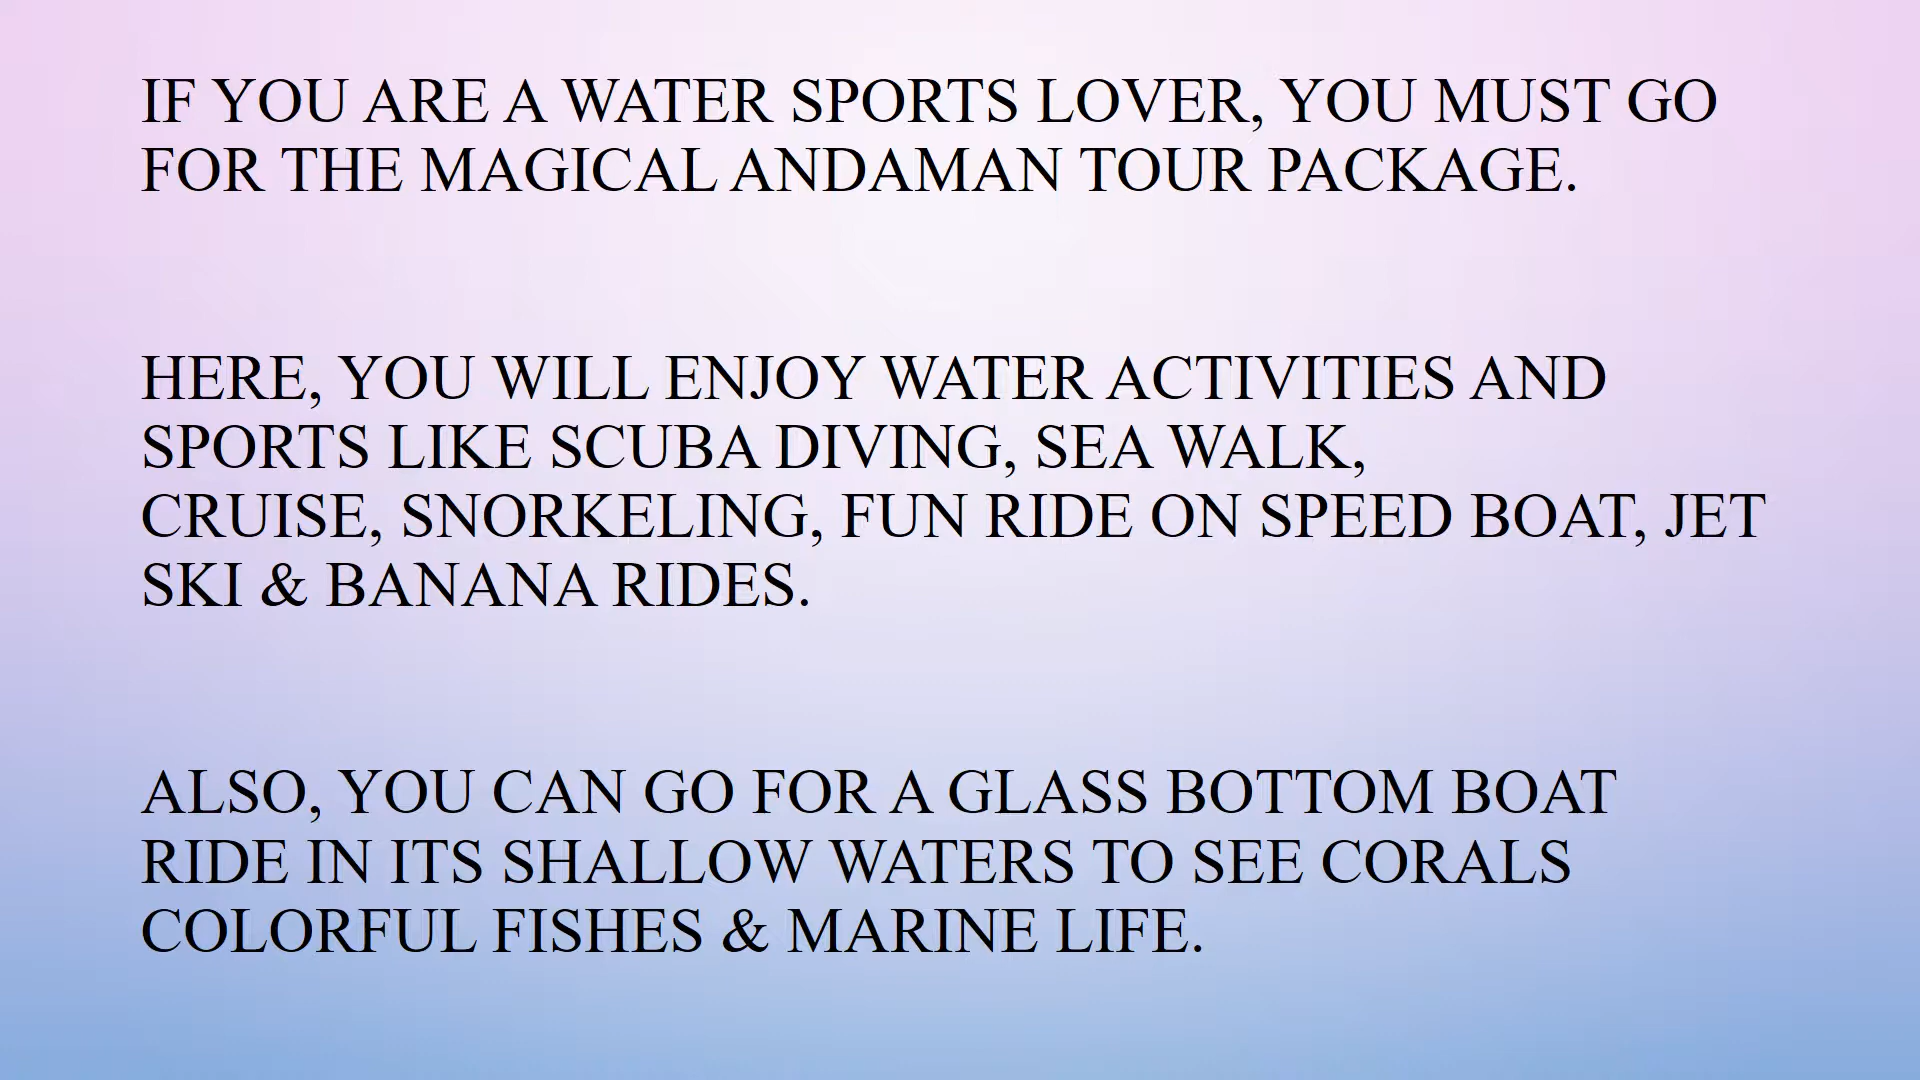 IF YOU ARE A WATER SPORTS LOVER, YOU MUST GO
FOR THE MAGICAL ANDAMAN TOUR PACKAGE.
HERE, YOU WILL ENJOY WATER ACTIVITIES AND
SPORTS LIKE SCUBA DIVING, SEA WALK,
CRUISE, SNORKELING, FUN RIDE ON SPEED BOAT, JET
SKI & BANANA RIDES.
ALSO, YOU CAN GO FOR A GLASS BOTTOM BOAT
RIDE IN ITS SHALLOW WATERS TO SEE CORALS
COLORFUL FISHES & MARINE LIFE.